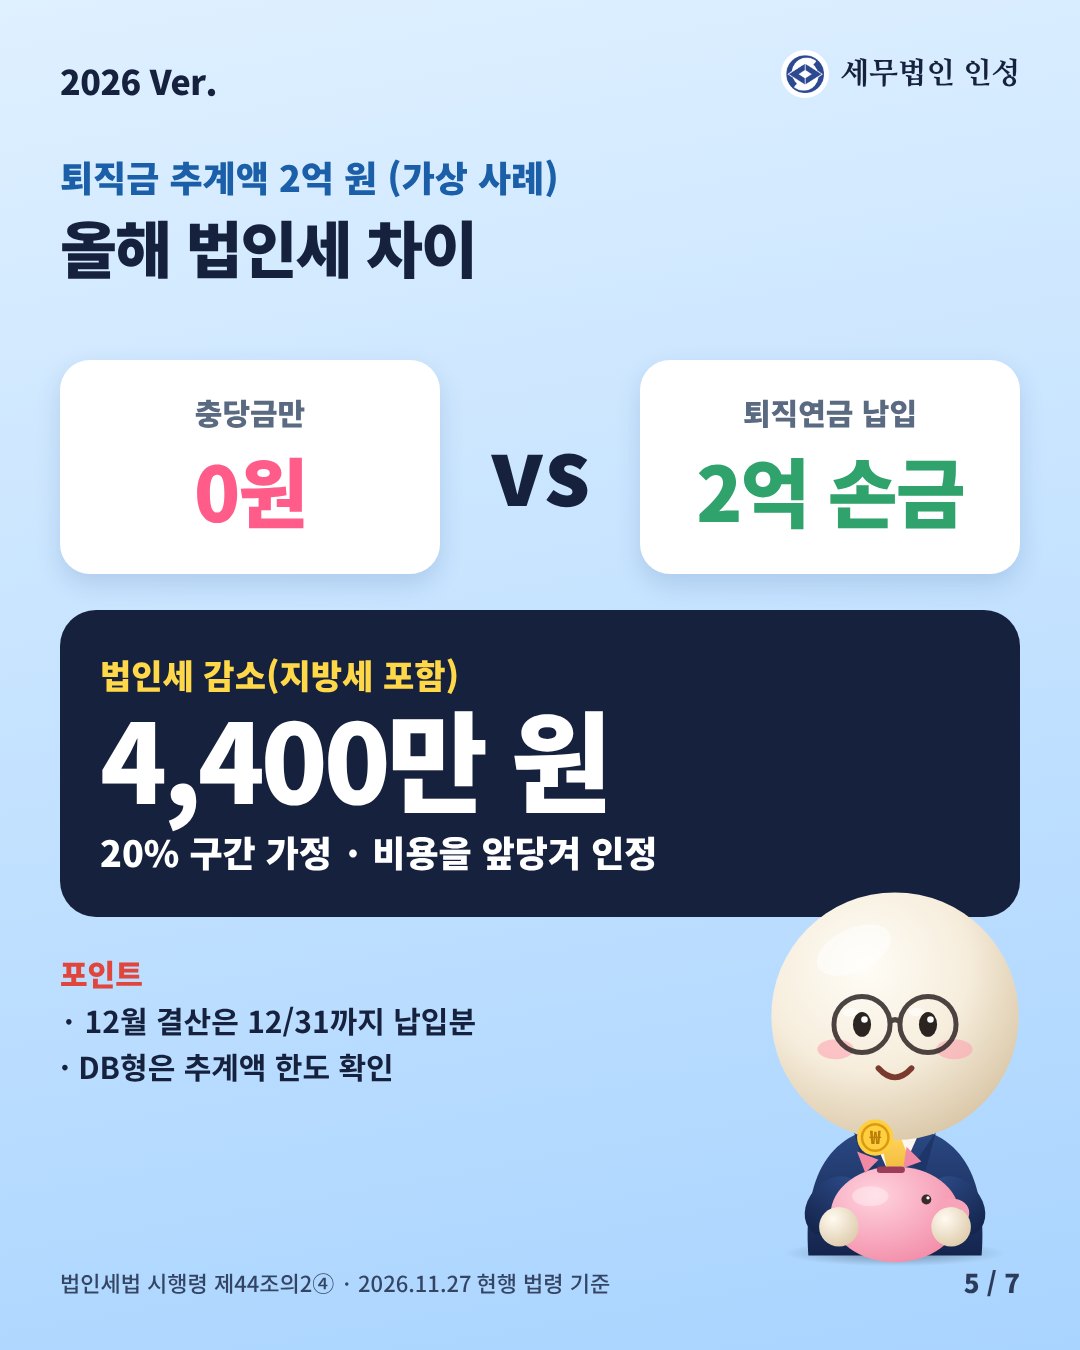 2026 Ver.
세무법인 인성
퇴직금 추계액 2억 원 (가상 사례)
올해 법인세 차이
충당금만
0원
VS
퇴직연금 납입
2억 손금
법인세 감소(지방세 포함)
4,400만 원
20% 구간 가정 · 비용을 앞당겨 인정
포인트
· 12월 결산은 12/31까지 납입분
· DB형은 추계액 한도 확인
₩
법인세법 시행령 제44조의2④ · 2026.11.27 현행 법령 기준
5 / 7